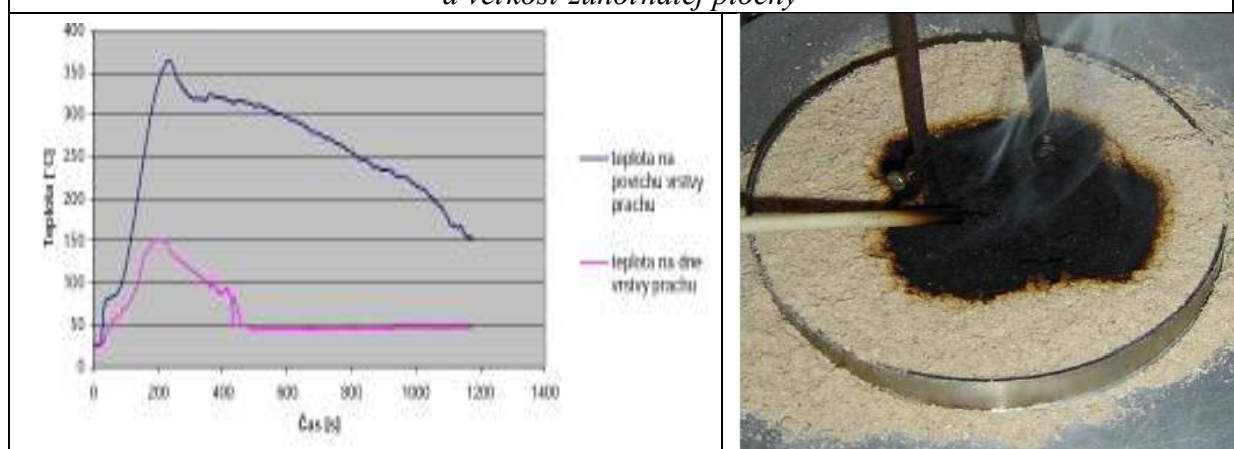 a veľkosť zuhoľnatej plochy
400
350
300
250
200
150
100
50
0
Teplota [°C]
0 200 400 600 800 1000 1200 1400
Čas [s]
teplota na
povrchu vrstvy
prachu
teplota na dne
vrstvy prachu